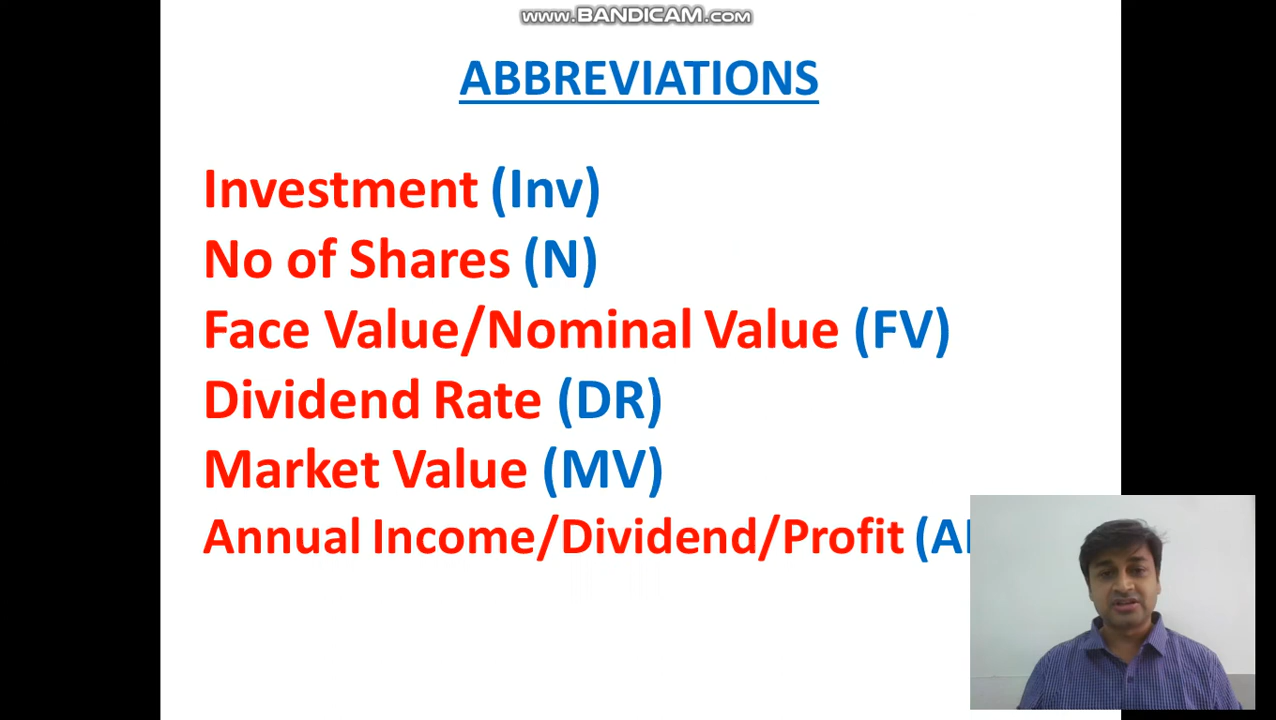 www.BANDICAM.com
ABBREVIATIONS
Investment (Inv)
No of Shares (N)
Face Value/Nominal Value (FV)
Dividend Rate (DR)
Market Value (MV)
Annual Income/Dividend/Profit